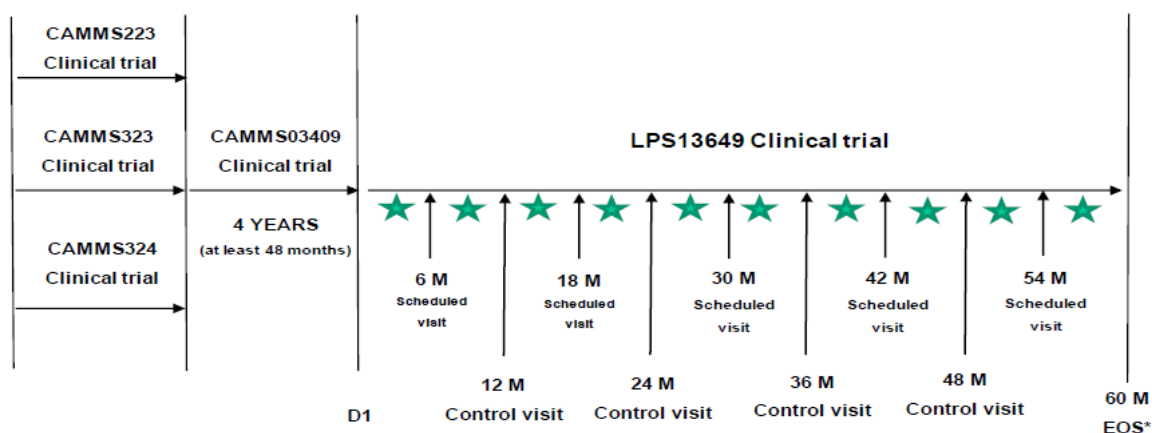 CAMMS223
Clinical trial
CAMMS323
Clinical trial
CAMMS324
Clinical trial
CAMMS03409
Clinical trial
4 YEARS
(at least 48 months)
LPS13649 Clinical trial
6 M
Scheduled
visit
18 M
Scheduled
visit
30 M
Scheduled
visit
42 M
Scheduled
visit
54 M
Scheduled
visit
D1
12 M
Control visit
24 M
Control visit
36 M
Control visit
48 M
Control visit
60 M
EOS*